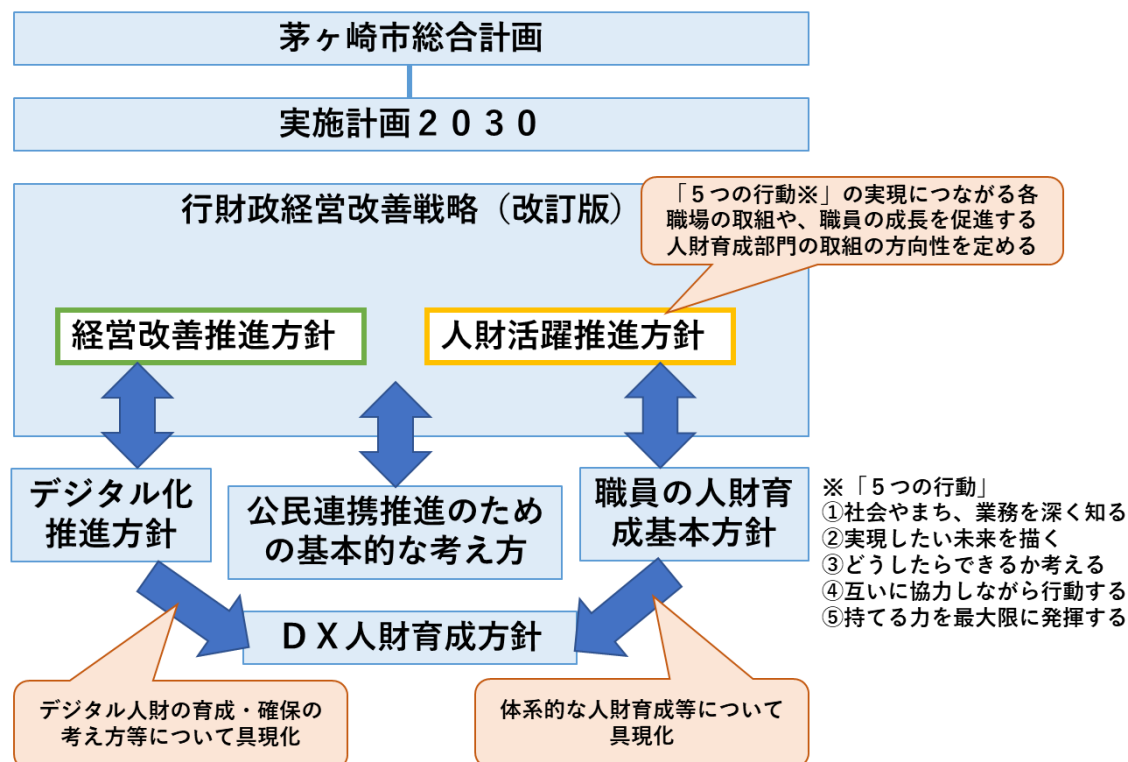 茅ヶ崎市総合計画
実施計画２０３０
行財政経営改善戦略（改訂版）
「５つの行動※」の実現につながる各
職場の取組や、職員の成長を促進する
人財育成部門の取組の方向性を定める
経営改善推進方針
人財活躍推進方針
デジタル化
推進方針
公民連携推進のため
の基本的な考え方
職員の人財育
成基本方針
※「５つの行動」
①社会やまち、業務を深く知る
②実現したい未来を描く
③どうしたらできるか考える
④互いに協力しながら行動する
⑤持てる力を最大限に発揮する
ＤＸ人財育成方針
デジタル人財の育成・確保の
考え方等について具現化
体系的な人財育成等について
具現化